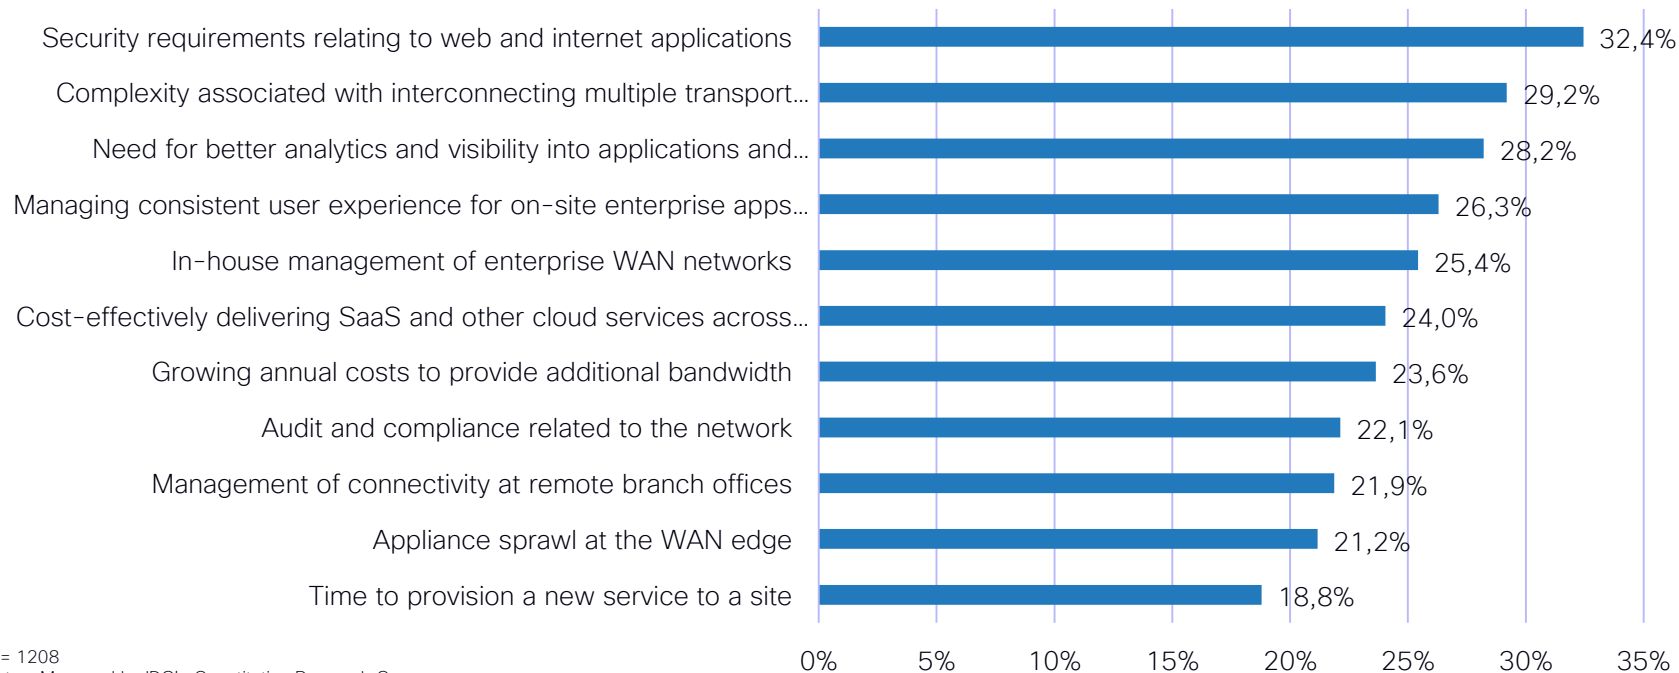 Security requirements relating to web and internet applications 32,4%
Complexity associated with interconnecting multiple transport... 29,2%
Need for better analytics and visibility into applications and... 28,2%
Managing consistent user experience for on-site enterprise apps... 26,3%
In-house management of enterprise WAN networks 25,4%
Cost-effectively delivering SaaS and other cloud services across... 24,0%
Growing annual costs to provide additional bandwidth 23,6%
Audit and compliance related to the network 22,1%
Management of connectivity at remote branch offices 21,9%
Appliance sprawl at the WAN edge 21,2%
Time to provision a new service to a site 18,8%
0% 5% 10% 15% 20% 25% 30% 35%
= 1208